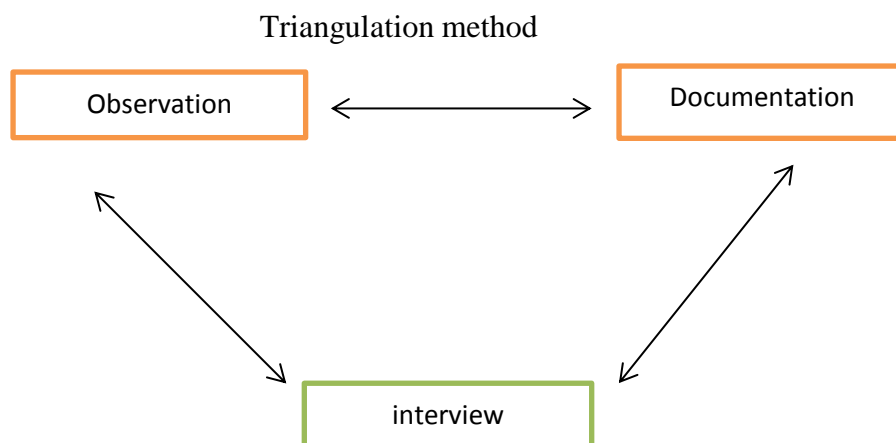 Triangulation method
Observation
Documentation
interview